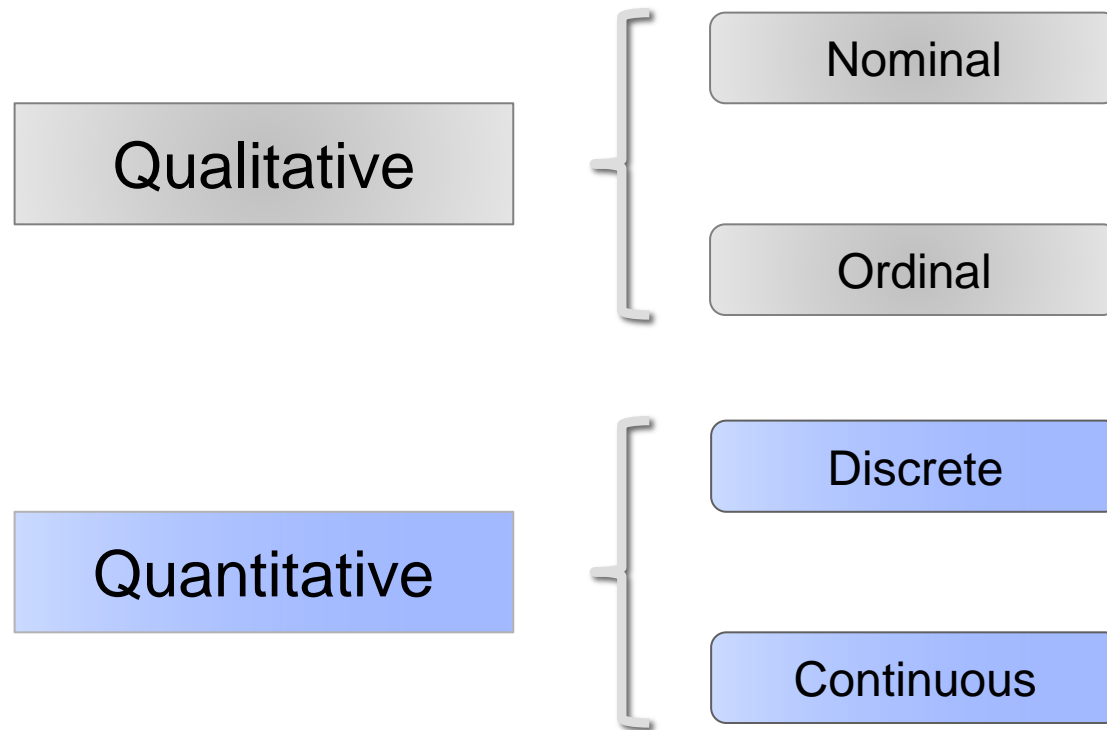 Qualitative
Nominal
Ordinal
Quantitative
Discrete
Continuous